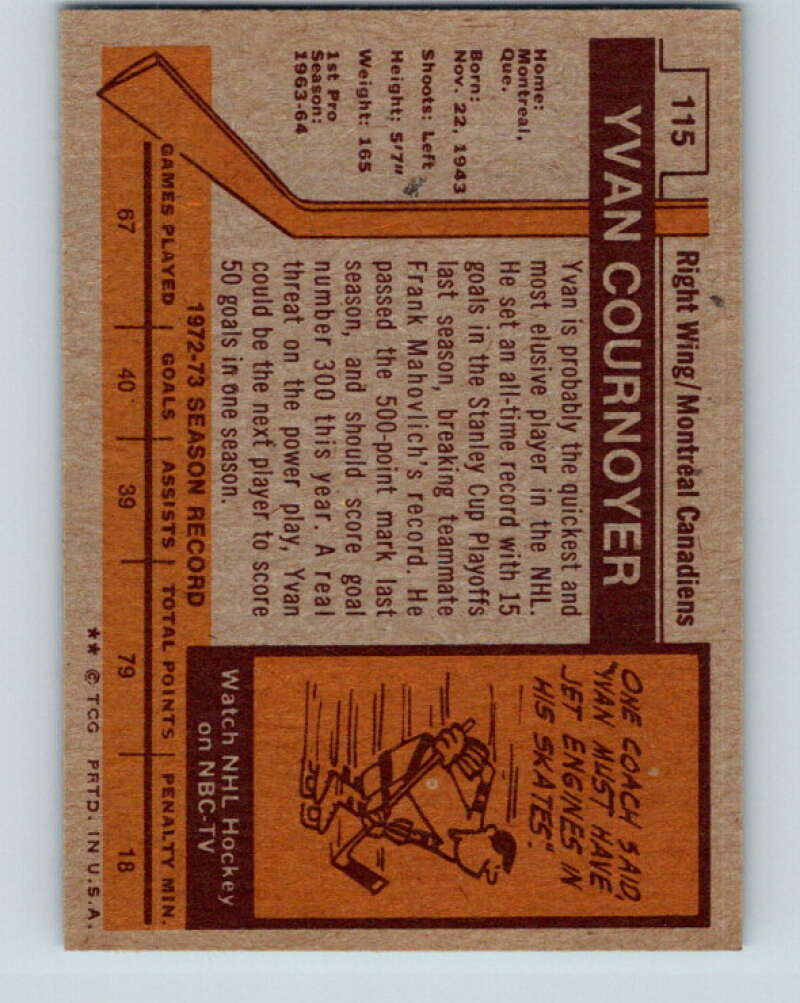 115
Right Wing/Montréal Canadiens
YVAN COURNOYER
Home:
Montreal,
Que.
Born:
Nov. 22, 1943
Shoots: Left
Height: 5'7"
Weight: 165
1st Pro
Season:
1963-64
Yvan is probably the quickest and
most elusive player in the NHL.
He set an all-time record with 15
goals in the Stanley Cup Playoffs
last season, breaking teammate
Frank Mahovlich's record. He
passed the 500-point mark last
season, and should score goal
number 300 this year. A real
threat on the power play, Yvan
could be the next player to score
50 goals in one season.
ONE COACH SAID,
"YVAN MUST HAVE
JET ENGINES IN
HIS SKATES".
Watch NHL Hockey
on NBC-TV
1972-73 SEASON RECORD
GAMES PLAYED GOALS ASSISTS TOTAL POINTS PENALTY MIN.
67 40 39 79 18
** © TCG PRTD. IN U.S.A.